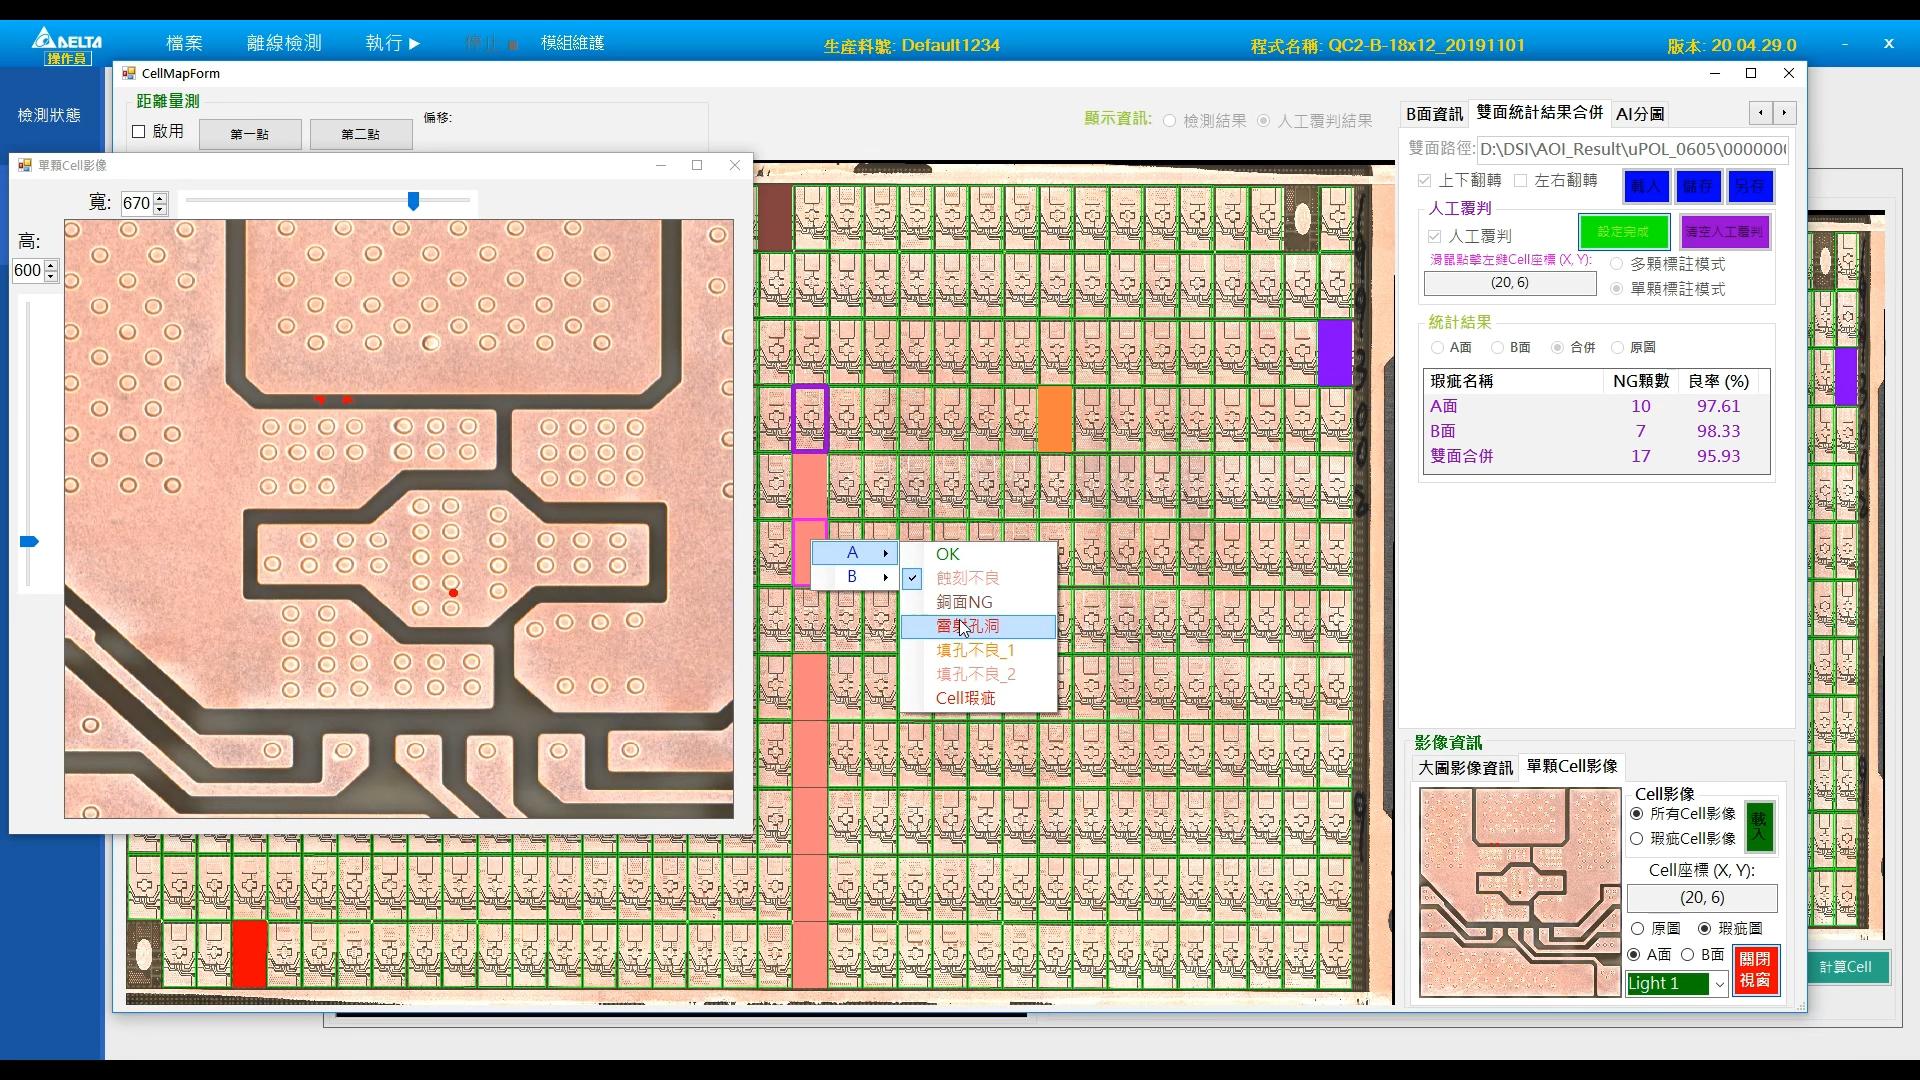 DELTA
操作員
檔案
離線檢測
執行
停止
模組維護
生產料號: Default1234
程式名稱: QC2-B-18x12_20191101
版本: 20.04.29.0
檢測狀態
CellMapForm
距離量測
啟用
第一點
第二點
偏移:
顯示資訊:
檢測結果
人工覆判結果
B面資訊
雙面統計結果合併
AI分圖
雙面路徑:
D:\DSI\AOI_Result\uPOL_0605\0000000
上下翻轉
左右翻轉
載入
儲存
另存
人工覆判
人工覆判
設定完成
清空人工覆判
滑鼠點擊左鍵Cell座標 (X, Y):
(20, 6)
多顆標註模式
單顆標註模式
統計結果
A面
B面
合併
原圖
瑕疵名稱 NG顆數 良率 (%)
A面 10 97.61
B面 7 98.33
雙面合併 17 95.93
單顆Cell影像
寬: 670
高:
600
A
B
OK
蝕刻不良
銅面NG
雷射孔洞
填孔不良_1
填孔不良_2
Cell瑕疵
影像資訊
大圖影像資訊
單顆Cell影像
Cell影像
所有Cell影像
瑕疵Cell影像
載入
Cell座標 (X, Y):
(20, 6)
原圖
瑕疵圖
A面
B面
關閉
視窗
Light 1
計算Cell